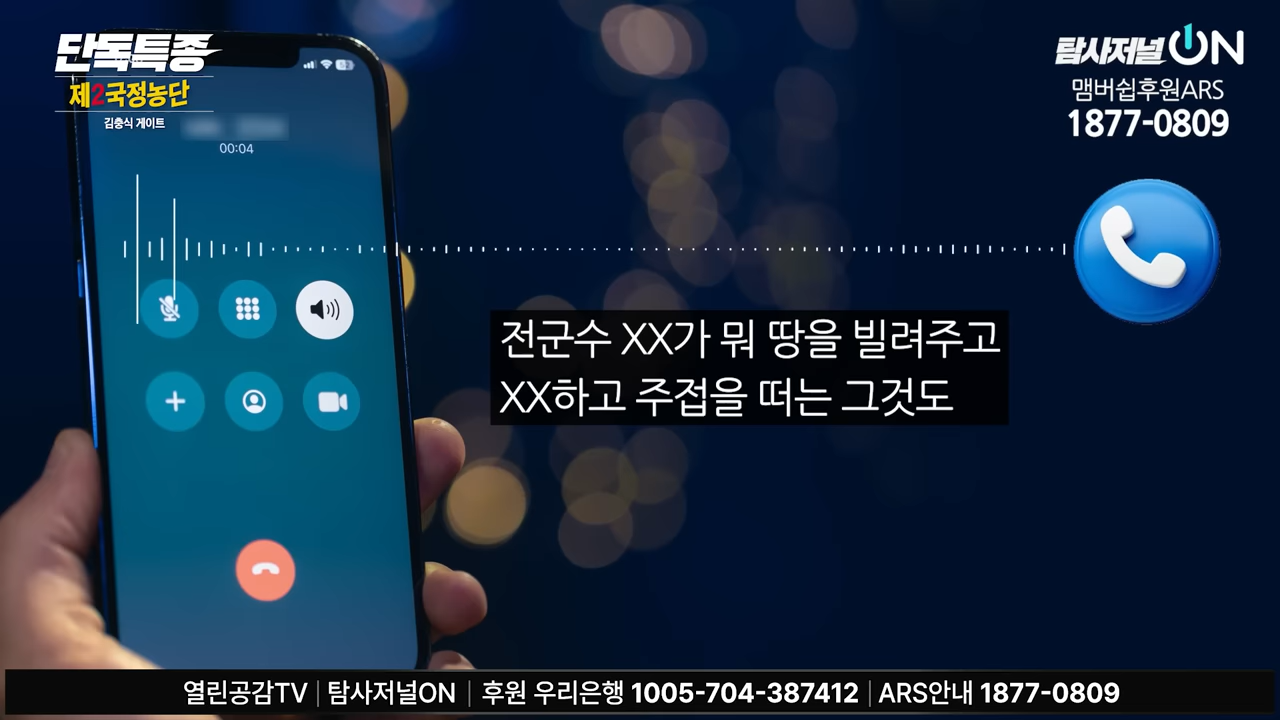 단독특종
제2국정농단
김충식 게이트
탐사저널ON
맴버쉽후원ARS
1877-0809
00:04
전군수 XX가 뭐 땅을 빌려주고
XX하고 주접을 떠는 그것도
열린공감TV | 탐사저널ON | 후원 우리은행 1005-704-387412 | ARS안내 1877-0809